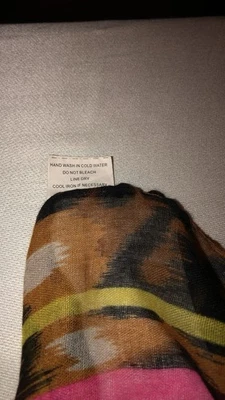 HAND WASH IN COLD WATER
DO NOT BLEACH
LINE DRY
COOL IRON IF NECESSARY